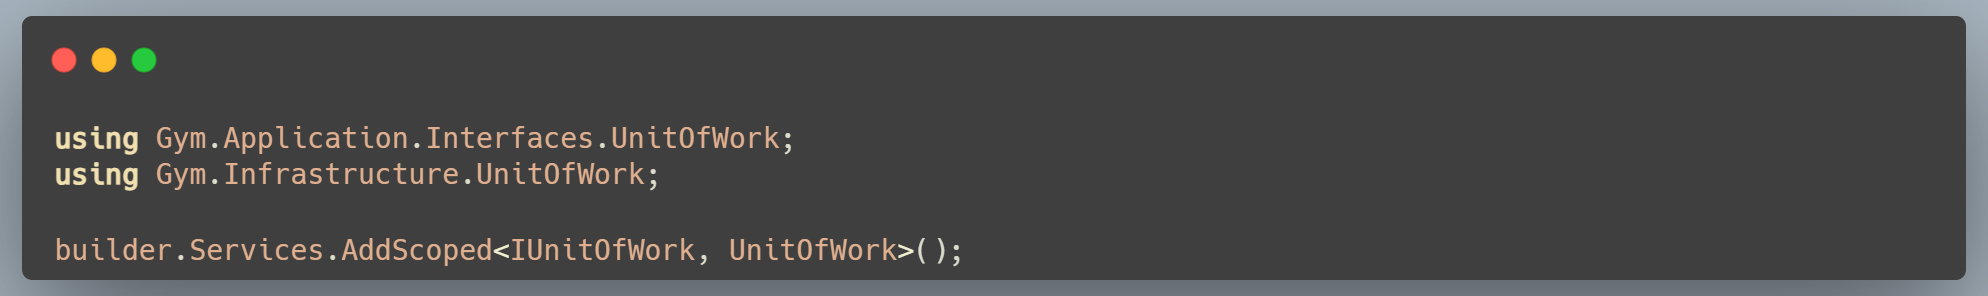 using Gym.Application.Interfaces.UnitOfWork;
using Gym.Infrastructure.UnitOfWork;
builder.Services.AddScoped<IUnitOfWork, UnitOfWork>();